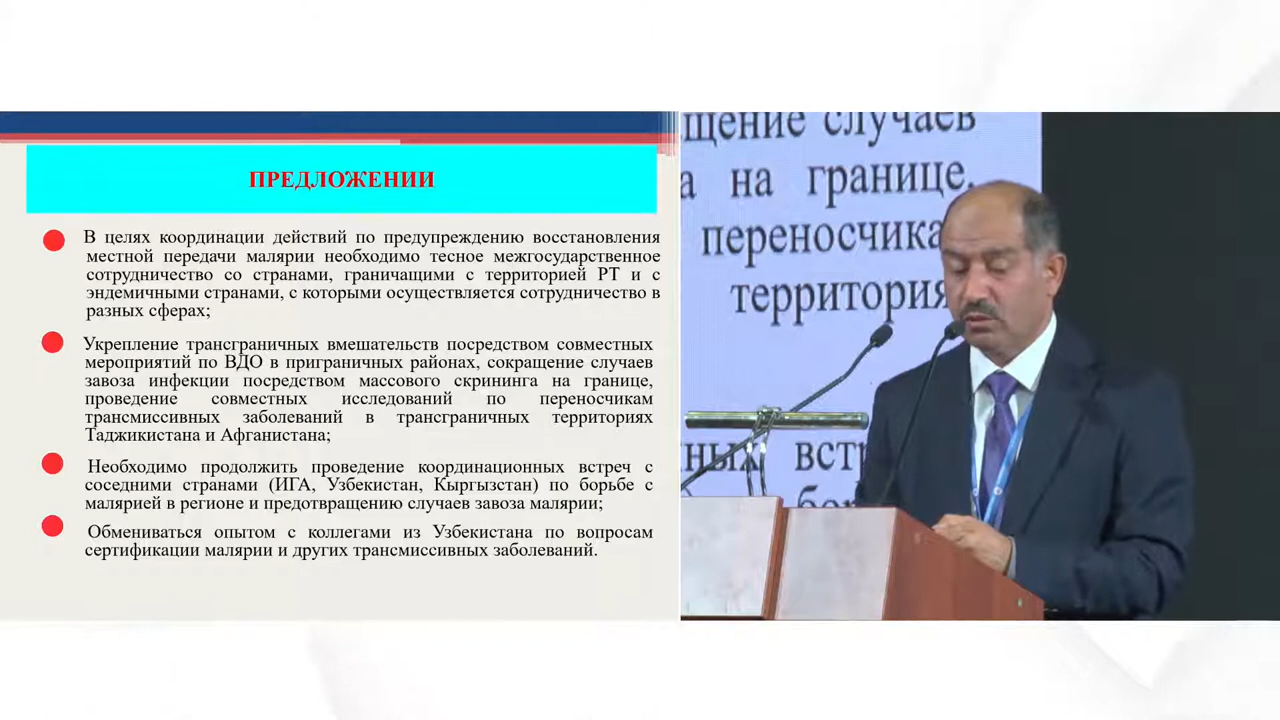 ПРЕДЛОЖЕНИИ
В целях координации действий по предупреждению восстановления
местной передачи малярии необходимо тесное межгосударственное
сотрудничество со странами, граничащими с территорией РТ и с
эндемичными странами, с которыми осуществляется сотрудничество в
разных сферах;
Укрепление трансграничных вмешательств посредством совместных
мероприятий по ВДО в приграничных районах, сокращение случаев
завоза инфекции посредством массового скрининга на границе,
проведение совместных исследований по переносчикам
трансмиссивных заболеваний в трансграничных территориях
Таджикистана и Афганистана;
Необходимо продолжить проведение координационных встреч с
соседними странами (ИГА, Узбекистан, Кыргызстан) по борьбе с
малярией в регионе и предотвращению случаев завоза малярии;
Обмениваться опытом с коллегами из Узбекистана по вопросам
сертификации малярии и других трансмиссивных заболеваний.
щение случаев
а на границе.
переносчика
территория
ных встр
бор